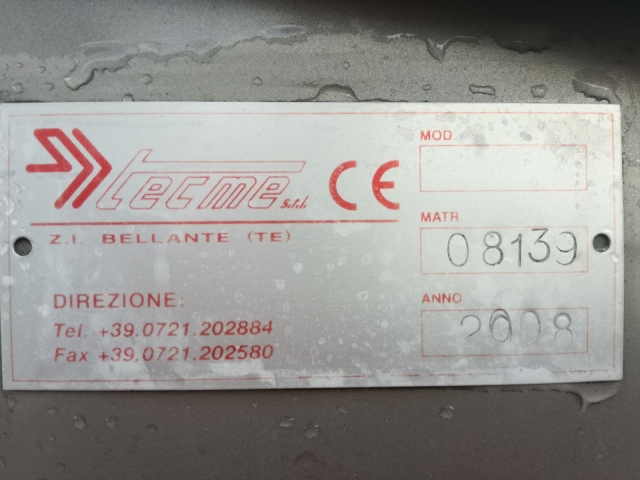 tecme s.r.l. CE
Z.I. BELLANTE (TE)
DIREZIONE:
Tel. +39.0721.202884
Fax +39.0721.202580
MOD.
MATR.
08139
ANNO
2008